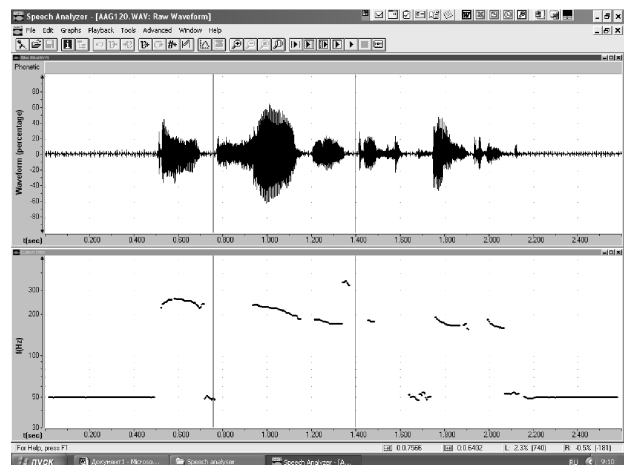 Speech Analyzer - [AAG120.WAV: Raw Waveform]
File Edit Graphs Playback Tools Advanced Window Help
Phonetic
Waveform (percentage)
80
60
40
20
0
-20
-40
-60
-80
t(sec) 0.200 0.400 0.600 0.800 1.000 1.200 1.400 1.600 1.800 2.000 2.200 2.400
f(Hz)
300
200
100
50
30
t(sec) 0.200 0.400 0.600 0.800 1.000 1.200 1.400 1.600 1.800 2.000 2.200 2.400
For Help, press F1 0:0.7566 0:0.6402 L: 2.3% (740) R: -0.5% (-181)
пуск Документ1 - Microso... Speech analyser Speech Analyzer - [A... RU 9:10